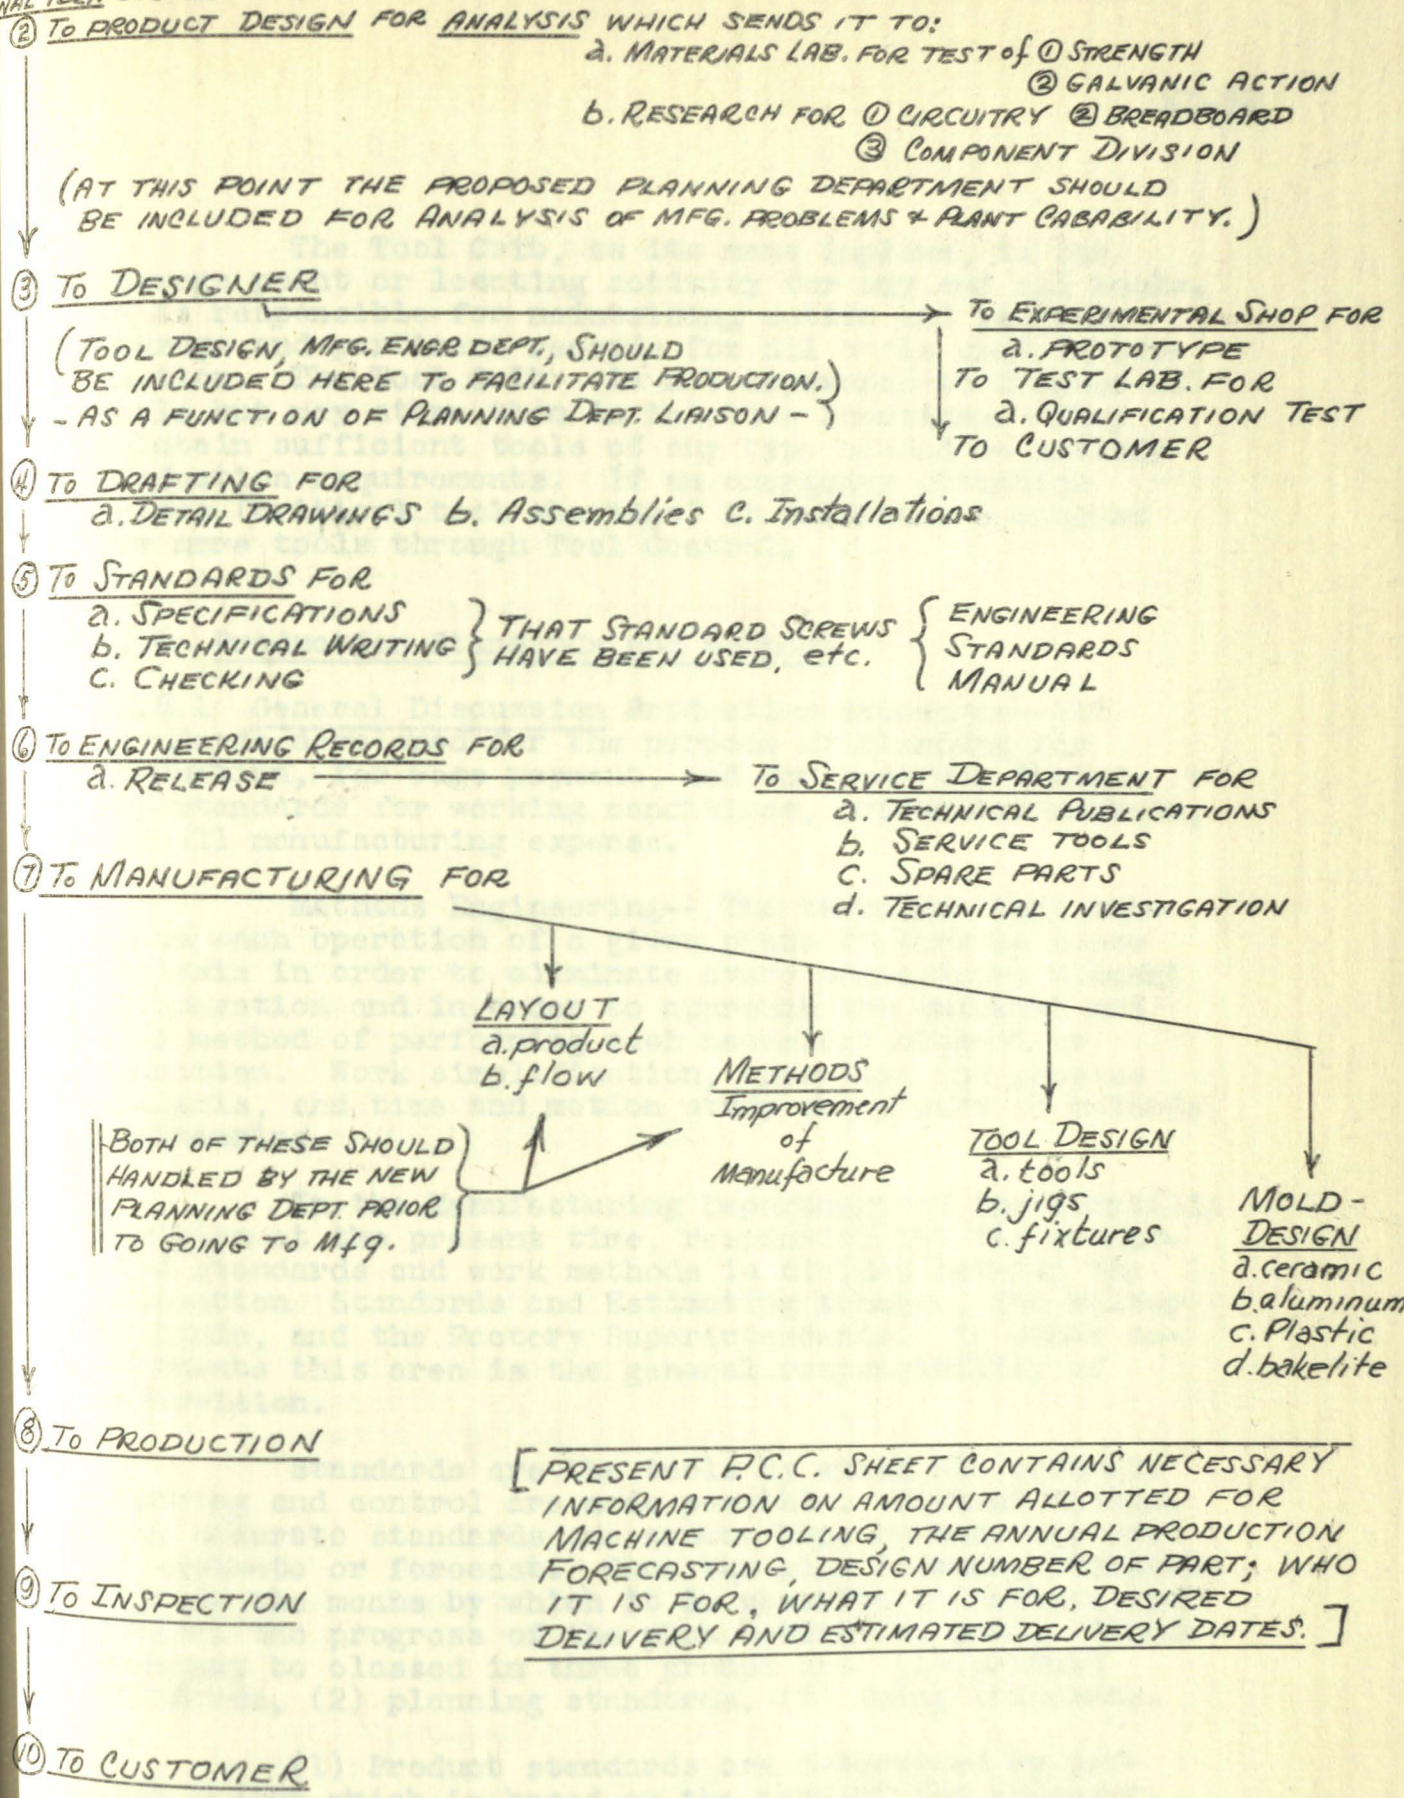 ② TO PRODUCT DESIGN FOR ANALYSIS WHICH SENDS IT TO:
a. MATERIALS LAB. FOR TEST of ① STRENGTH
② GALVANIC ACTION
b. RESEARCH FOR ① CIRCUITRY ② BREADBOARD
③ COMPONENT DIVISION
(AT THIS POINT THE PROPOSED PLANNING DEPARTMENT SHOULD
BE INCLUDED FOR ANALYSIS OF MFG. PROBLEMS & PLANT CABABILITY.)
③ TO DESIGNER
TO EXPERIMENTAL SHOP FOR
a. PROTOTYPE
TO TEST LAB. FOR
a. QUALIFICATION TEST
TO CUSTOMER
(TOOL DESIGN, MFG. ENGR DEPT., SHOULD
BE INCLUDED HERE TO FACILITATE PRODUCTION.)
- AS A FUNCTION OF PLANNING DEPT. LIAISON -
④ TO DRAFTING FOR
a. DETAIL DRAWINGS b. Assemblies c. Installations
⑤ TO STANDARDS FOR
a. SPECIFICATIONS
b. TECHNICAL WRITING
c. CHECKING
THAT STANDARD SCREWS
HAVE BEEN USED, etc.
ENGINEERING
STANDARDS
MANUAL
⑥ TO ENGINEERING RECORDS FOR
a. RELEASE
TO SERVICE DEPARTMENT FOR
a. TECHNICAL PUBLICATIONS
b. SERVICE TOOLS
c. SPARE PARTS
d. TECHNICAL INVESTIGATION
⑦ TO MANUFACTURING FOR
LAYOUT
a. product
b. flow
METHODS
Improvement
of
Manufacture
TOOL DESIGN
a. tools
b. jigs
c. fixtures
MOLD-
DESIGN
a. ceramic
b. aluminum
c. Plastic
d. bakelite
BOTH OF THESE SHOULD
HANDLED BY THE NEW
PLANNING DEPT. PRIOR
TO GOING TO Mfg.
⑧ TO PRODUCTION
[PRESENT P.C.C. SHEET CONTAINS NECESSARY
INFORMATION ON AMOUNT ALLOTTED FOR
MACHINE TOOLING, THE ANNUAL PRODUCTION
FORECASTING, DESIGN NUMBER OF PART; WHO
IT IS FOR, WHAT IT IS FOR, DESIRED
DELIVERY AND ESTIMATED DELIVERY DATES.]
⑨ TO INSPECTION
⑩ TO CUSTOMER